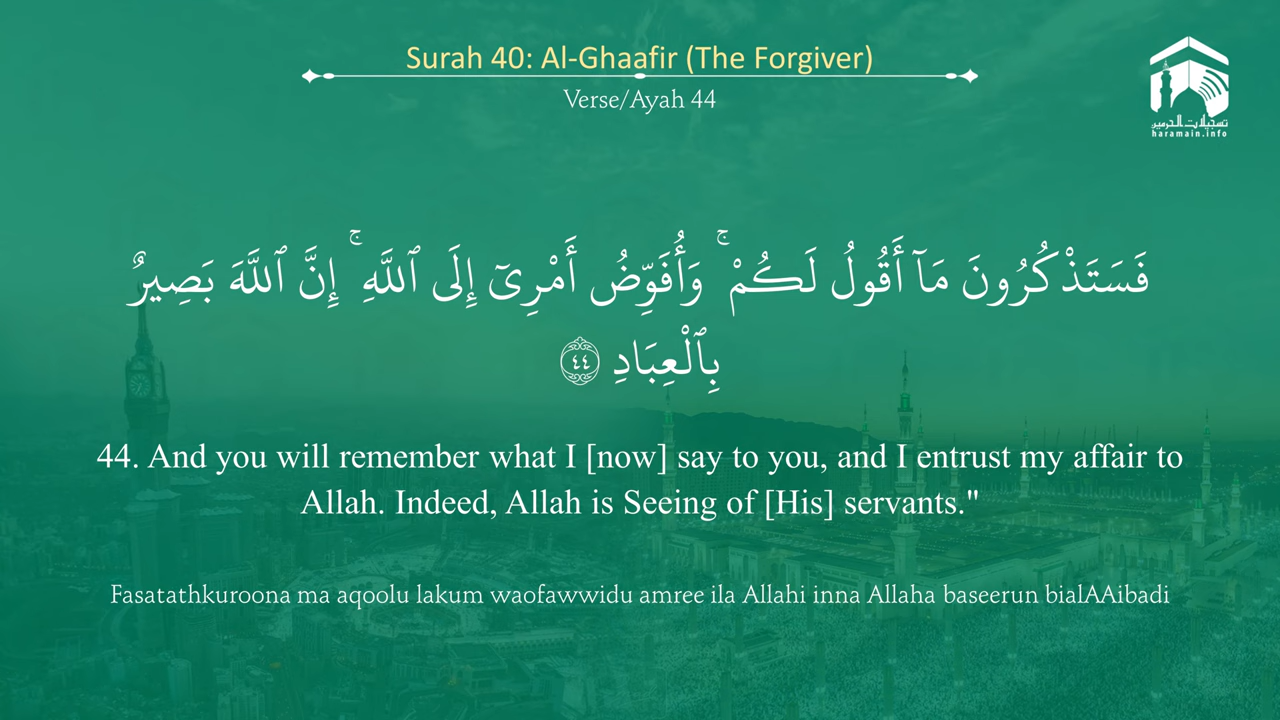 Surah 40: Al-Ghaafir (The Forgiver)
Verse/Ayah 44
تسجيلات الحرمين
haramain.info
فَسَتَذْكُرُونَ مَآ أَقُولُ لَكُمْ ۚ وَأُفَوِّضُ أَمْرِىٓ إِلَى ٱللَّهِ ۚ إِنَّ ٱللَّهَ بَصِيرٌۢ
بِٱلْعِبَادِ ٤٤
44. And you will remember what I [now] say to you, and I entrust my affair to
Allah. Indeed, Allah is Seeing of [His] servants."
Fasatathkuroona ma aqoolu lakum waofawwidu amree ila Allahi inna Allaha baseerun bialAAibadi